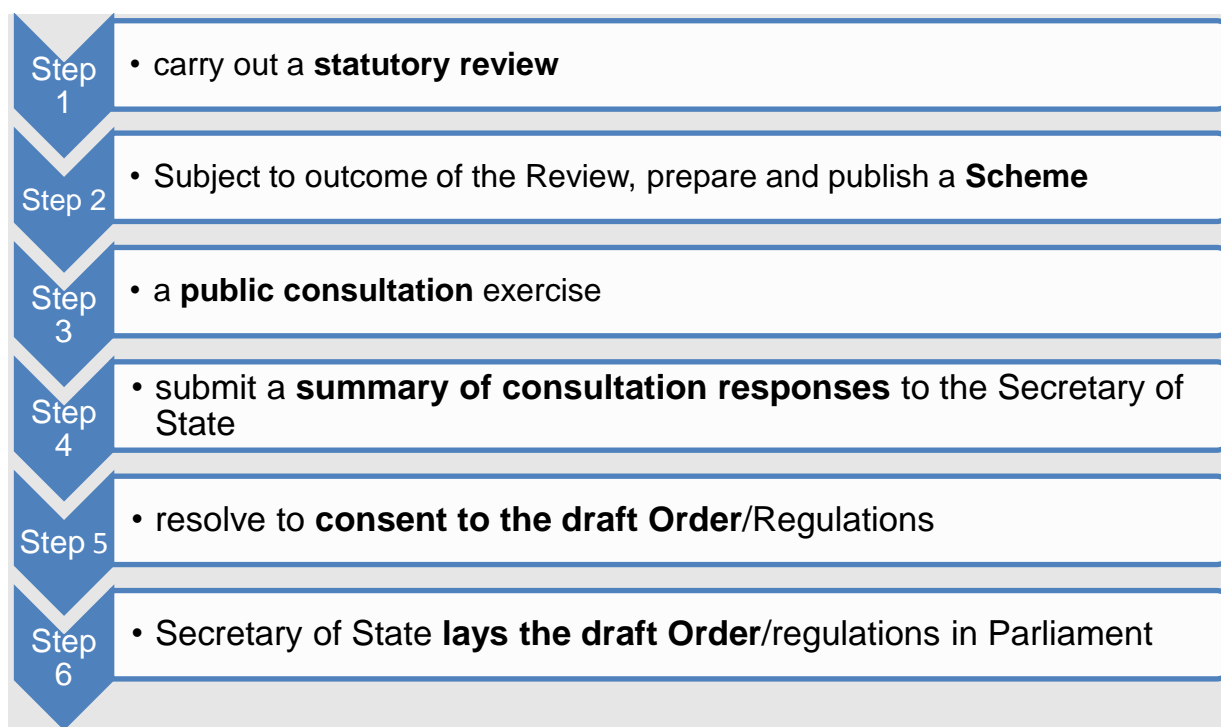 Step
1
• carry out a statutory review
Step 2
• Subject to outcome of the Review, prepare and publish a Scheme
Step
3
• a public consultation exercise
Step
4
• submit a summary of consultation responses to the Secretary of
State
Step 5
• resolve to consent to the draft Order/Regulations
Step
6
• Secretary of State lays the draft Order/regulations in Parliament